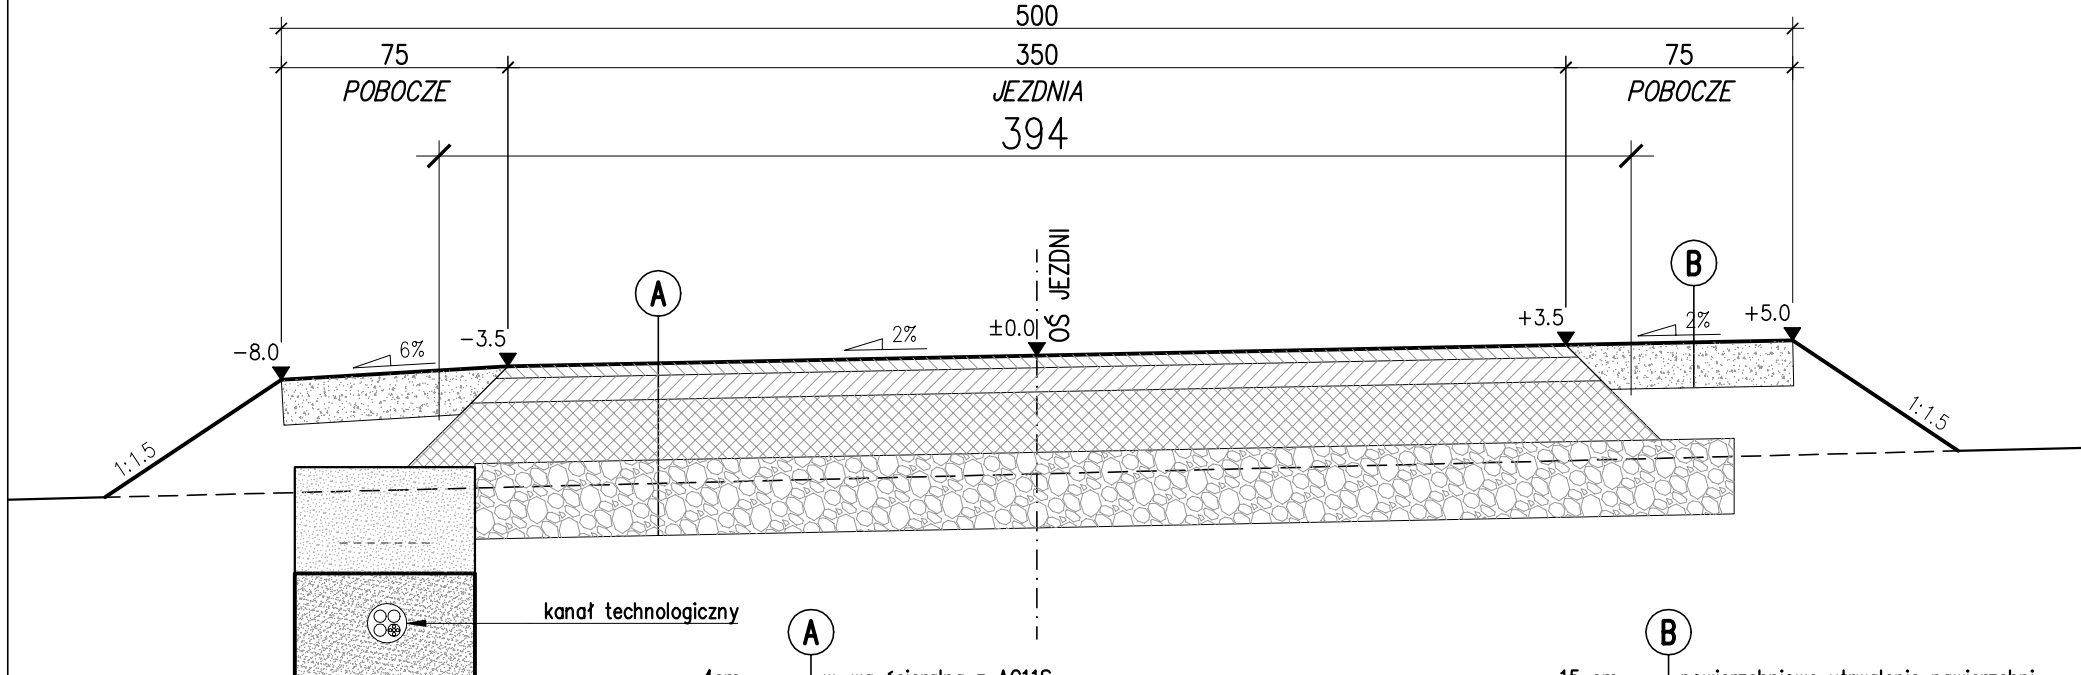 500
75 350 75
POBOCZE JEZDNIA POBOCZE
394
OŚ JEZDNI
A
B
-8.0 6% -3.5 2% ±0.0 +3.5 2% +5.0
1:1.5 1:1.5
kanał technologiczny
A B